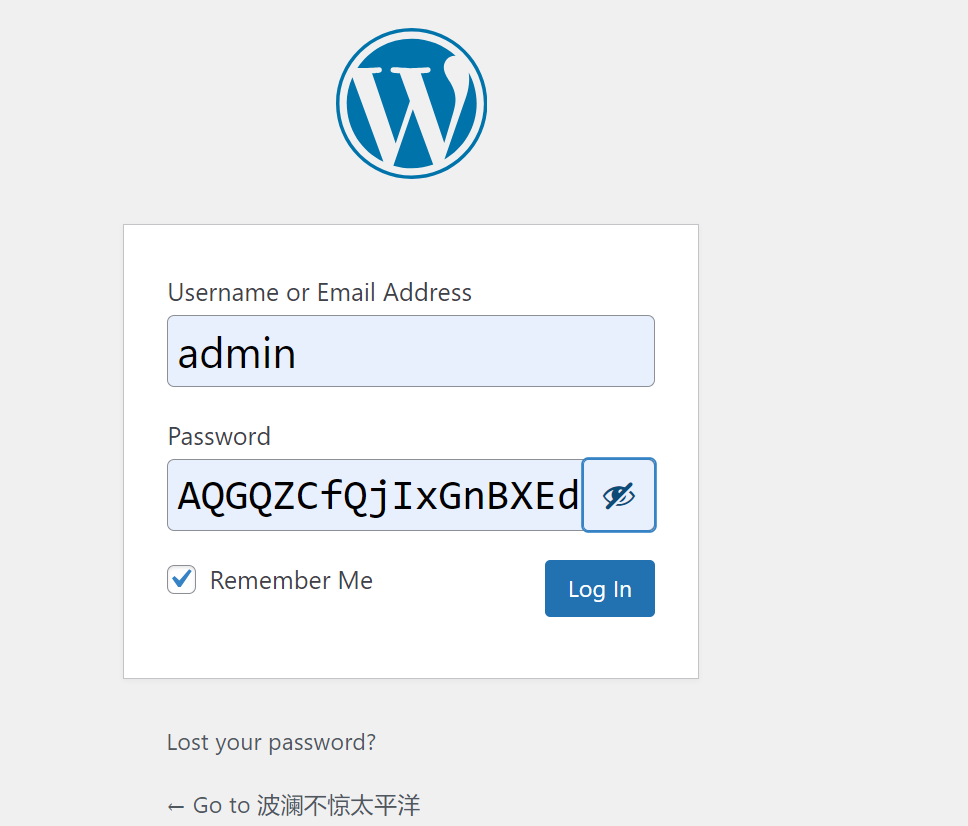 Username or Email Address
admin
Password
AQGQZCfQjIxGnBXEd
Remember Me
Log In
Lost your password?
← Go to 波澜不惊太平洋